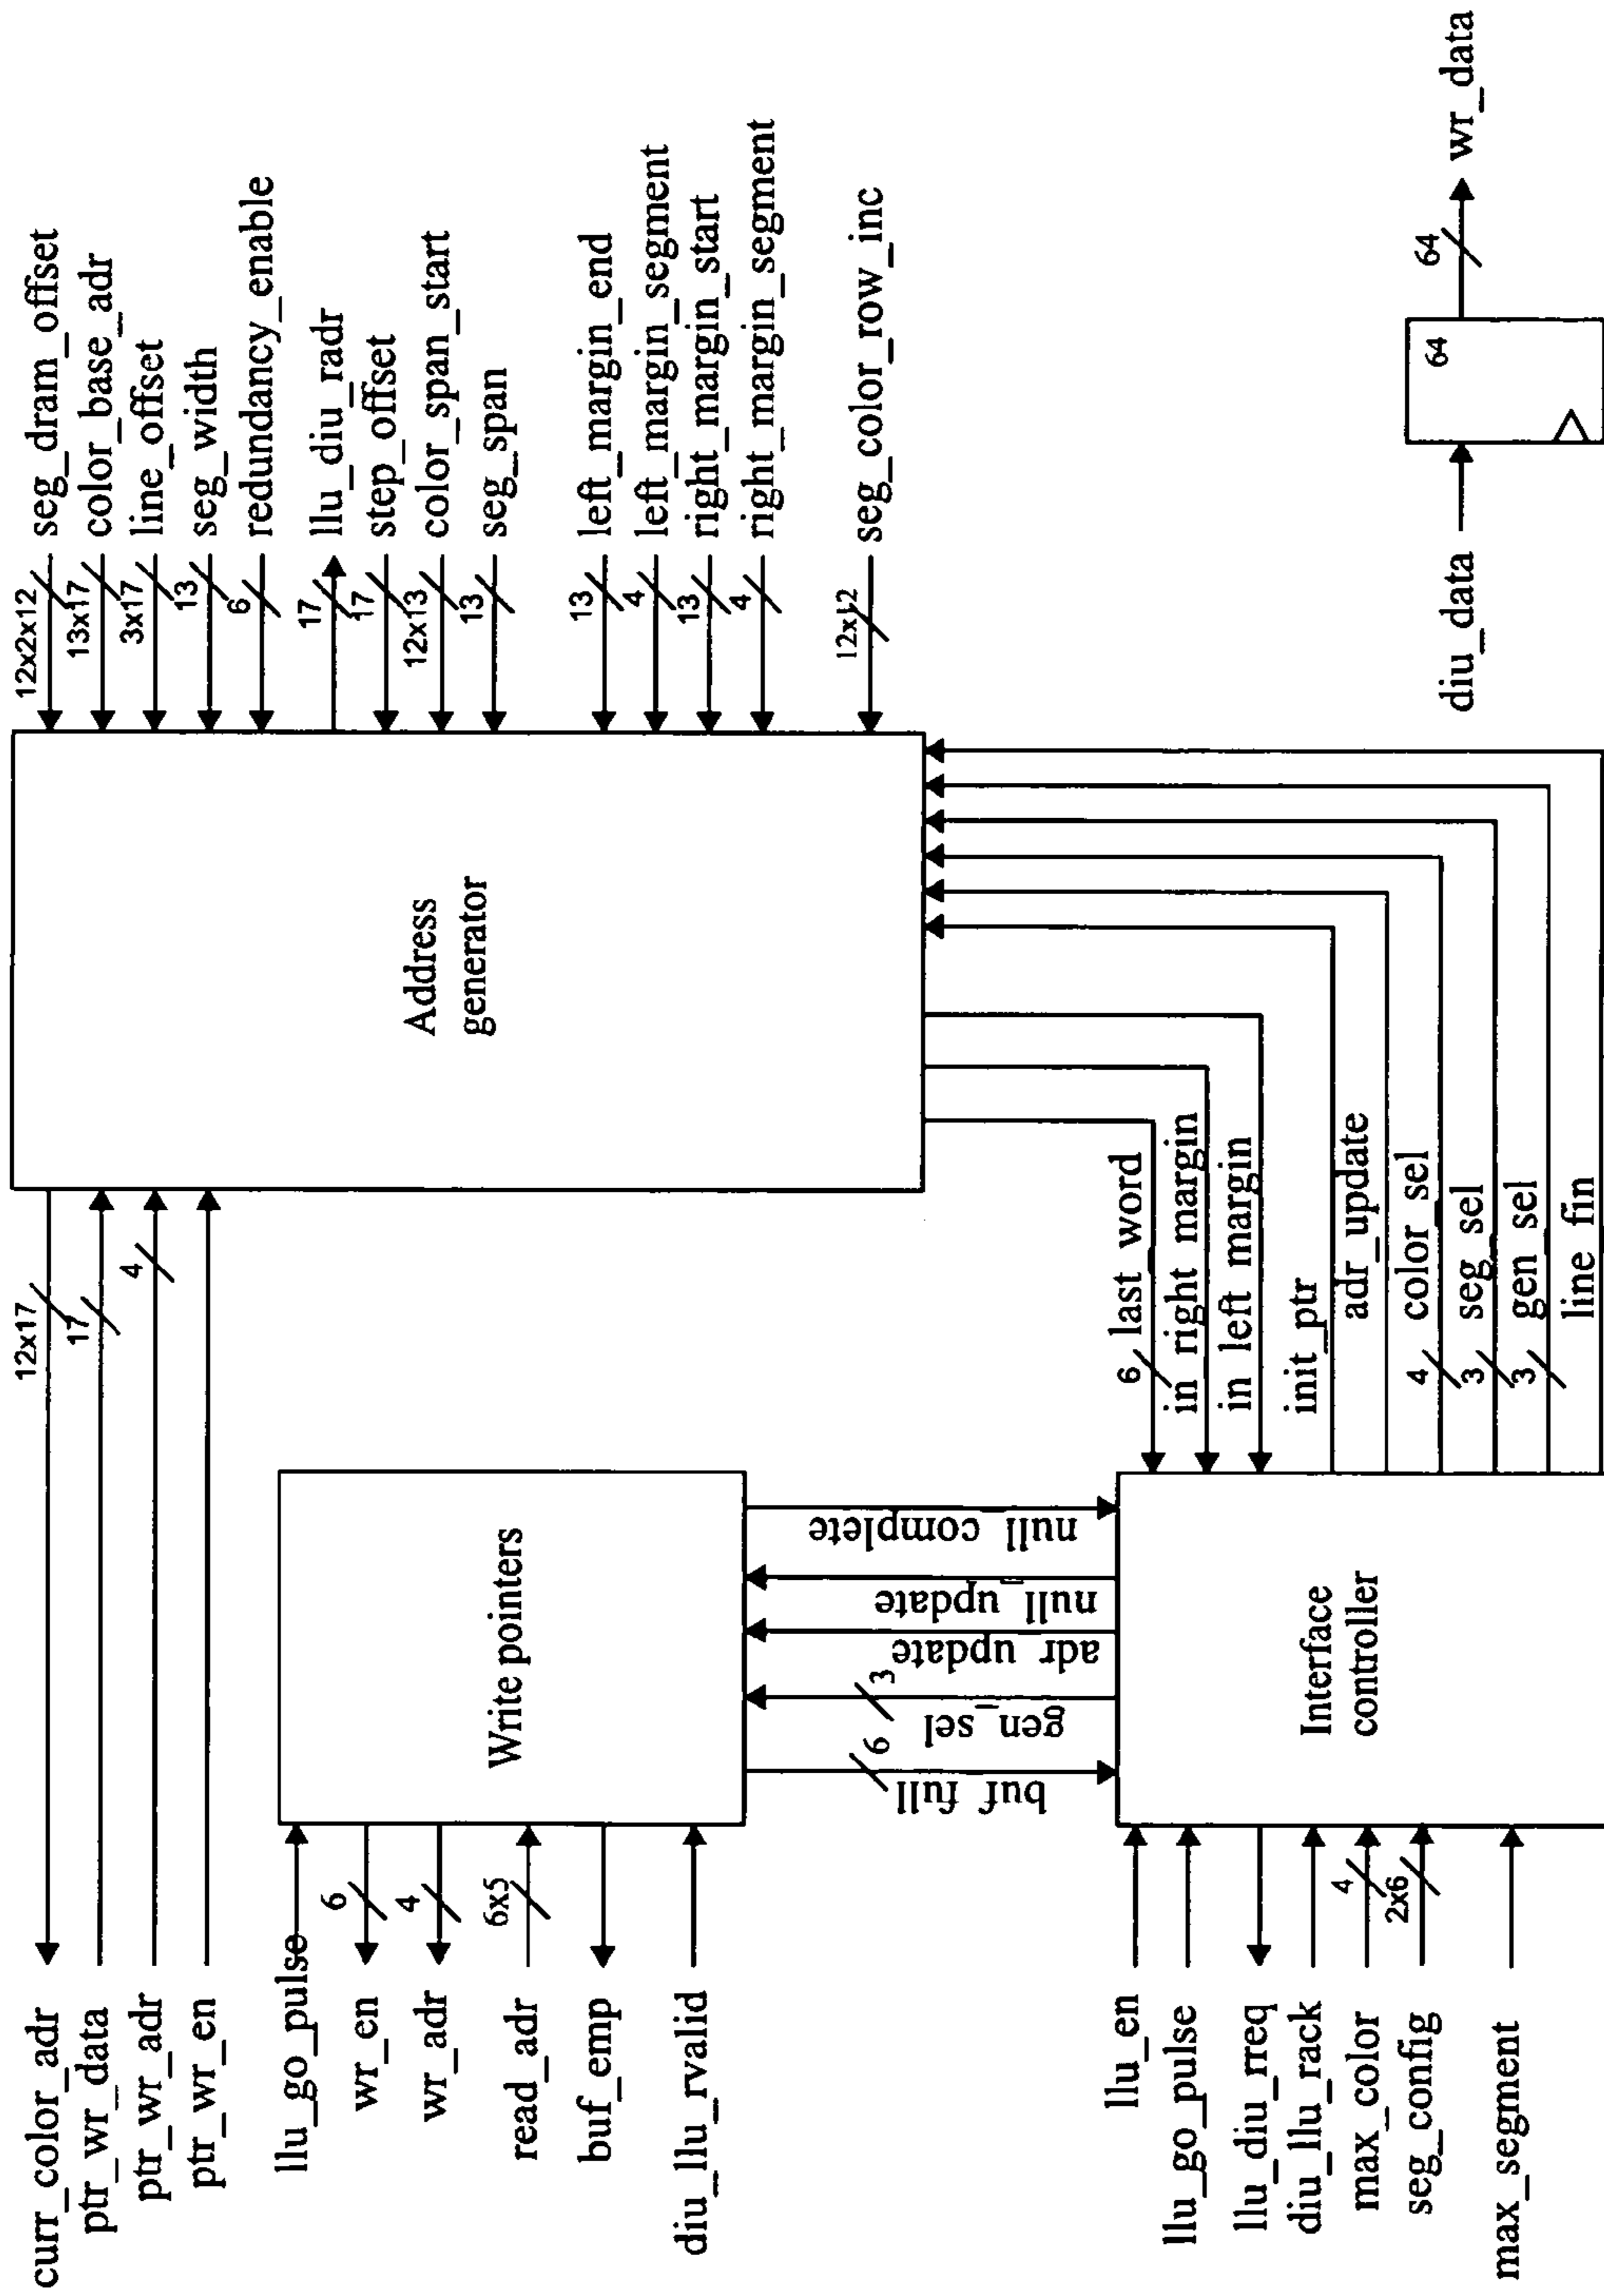 12x2x12 seg_dram_offset
13x17 color_base_adr
3x17 line_offset
13 seg_width
6 redundancy_enable
17 llu_diu_radr
17 step_offset
12x13 color_span_start
13 seg_span
13 left_margin_end
4 left_margin_segment
13 right_margin_start
4 right_margin_segment
12x12 seg_color_row_inc
Address
generator
curr_color_adr 12x17
ptr_wr_data 17
ptr_wr_adr 4
ptr_wr_en
llu_go_pulse
wr_en 6
wr_adr 4
read_adr 6x5
buf_emp
diu_llu_rvalid
Write pointers
buf_full 6
gen_sel 3
adr_update
null_update
null_complete
6 last_word
in_right_margin
in_left_margin
init_ptr
adr_update
4 color_sel
3 seg_sel
3 gen_sel
line_fin
Interface
controller
llu_en
llu_go_pulse
llu_diu_rreq
diu_llu_rack
max_color 4
seg_config 2x6
max_segment
diu_data
64
64 wr_data